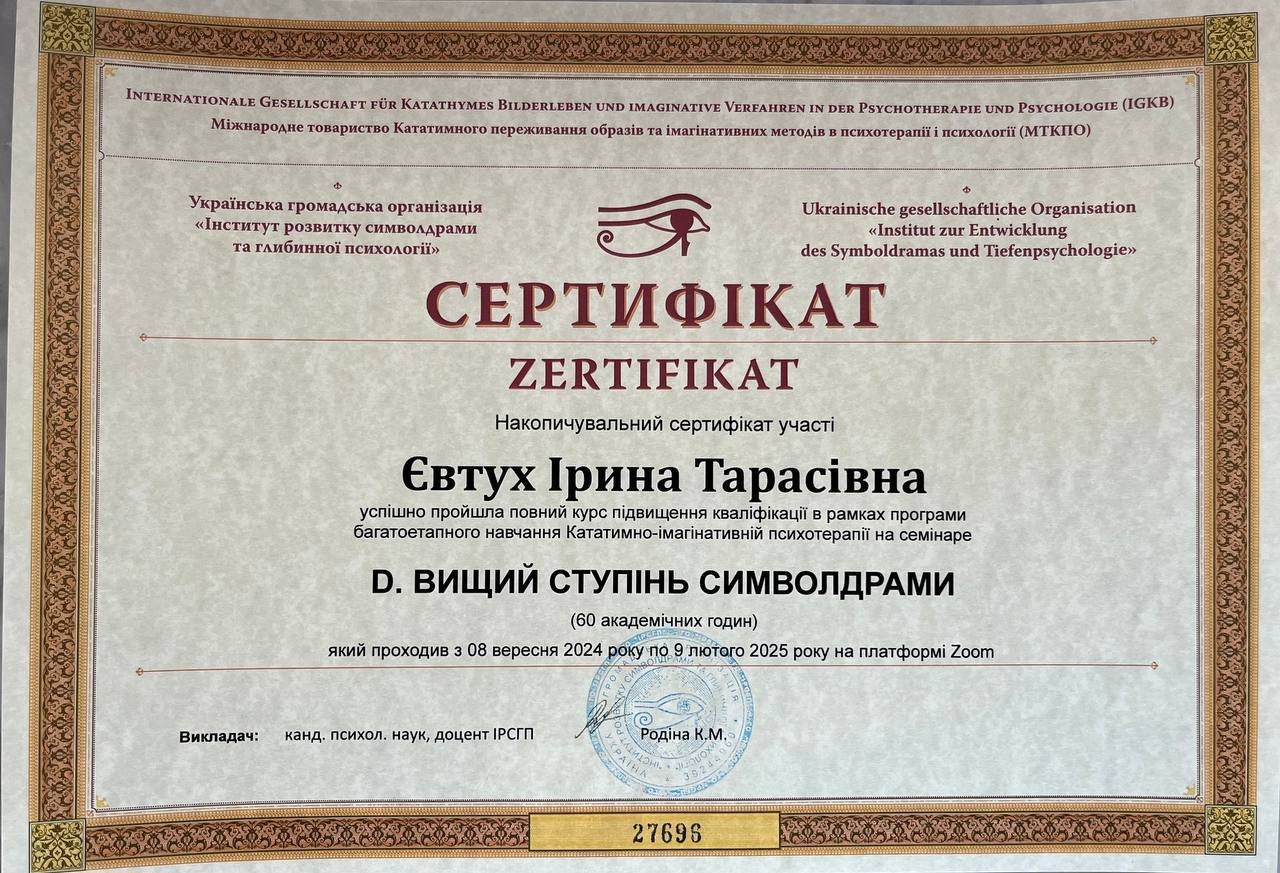 Internationale Gesellschaft für Katathymes Bilderleben und imaginative Verfahren in der Psychotherapie und Psychologie (IGKB)
Міжнародне товариство Кататимного переживання образів та імагінативних методів в психотерапії і психології (МТКПО)
Українська громадська організація
«Інститут розвитку символдрами
та глибинної психології»
Ukrainische gesellschaftliche Organisation
«Institut zur Entwicklung
des Symboldramas und Tiefenpsychologie»
СЕРТИФІКАТ
ZERTIFIKAT
Накопичувальний сертифікат участі
Євтух Ірина Тарасівна
успішно пройшла повний курс підвищення кваліфікації в рамках програми
багатоетапного навчання Кататимно-імагінативній психотерапії на семінарі
D. ВИЩИЙ СТУПІНЬ СИМВОЛДРАМИ
(60 академічних годин)
який проходив з 08 вересня 2024 року по 9 лютого 2025 року на платформі Zoom
Викладач: канд. психол. наук, доцент ІРСГП Родіна К.М.
УКРАЇНА * 39244960 *
27696